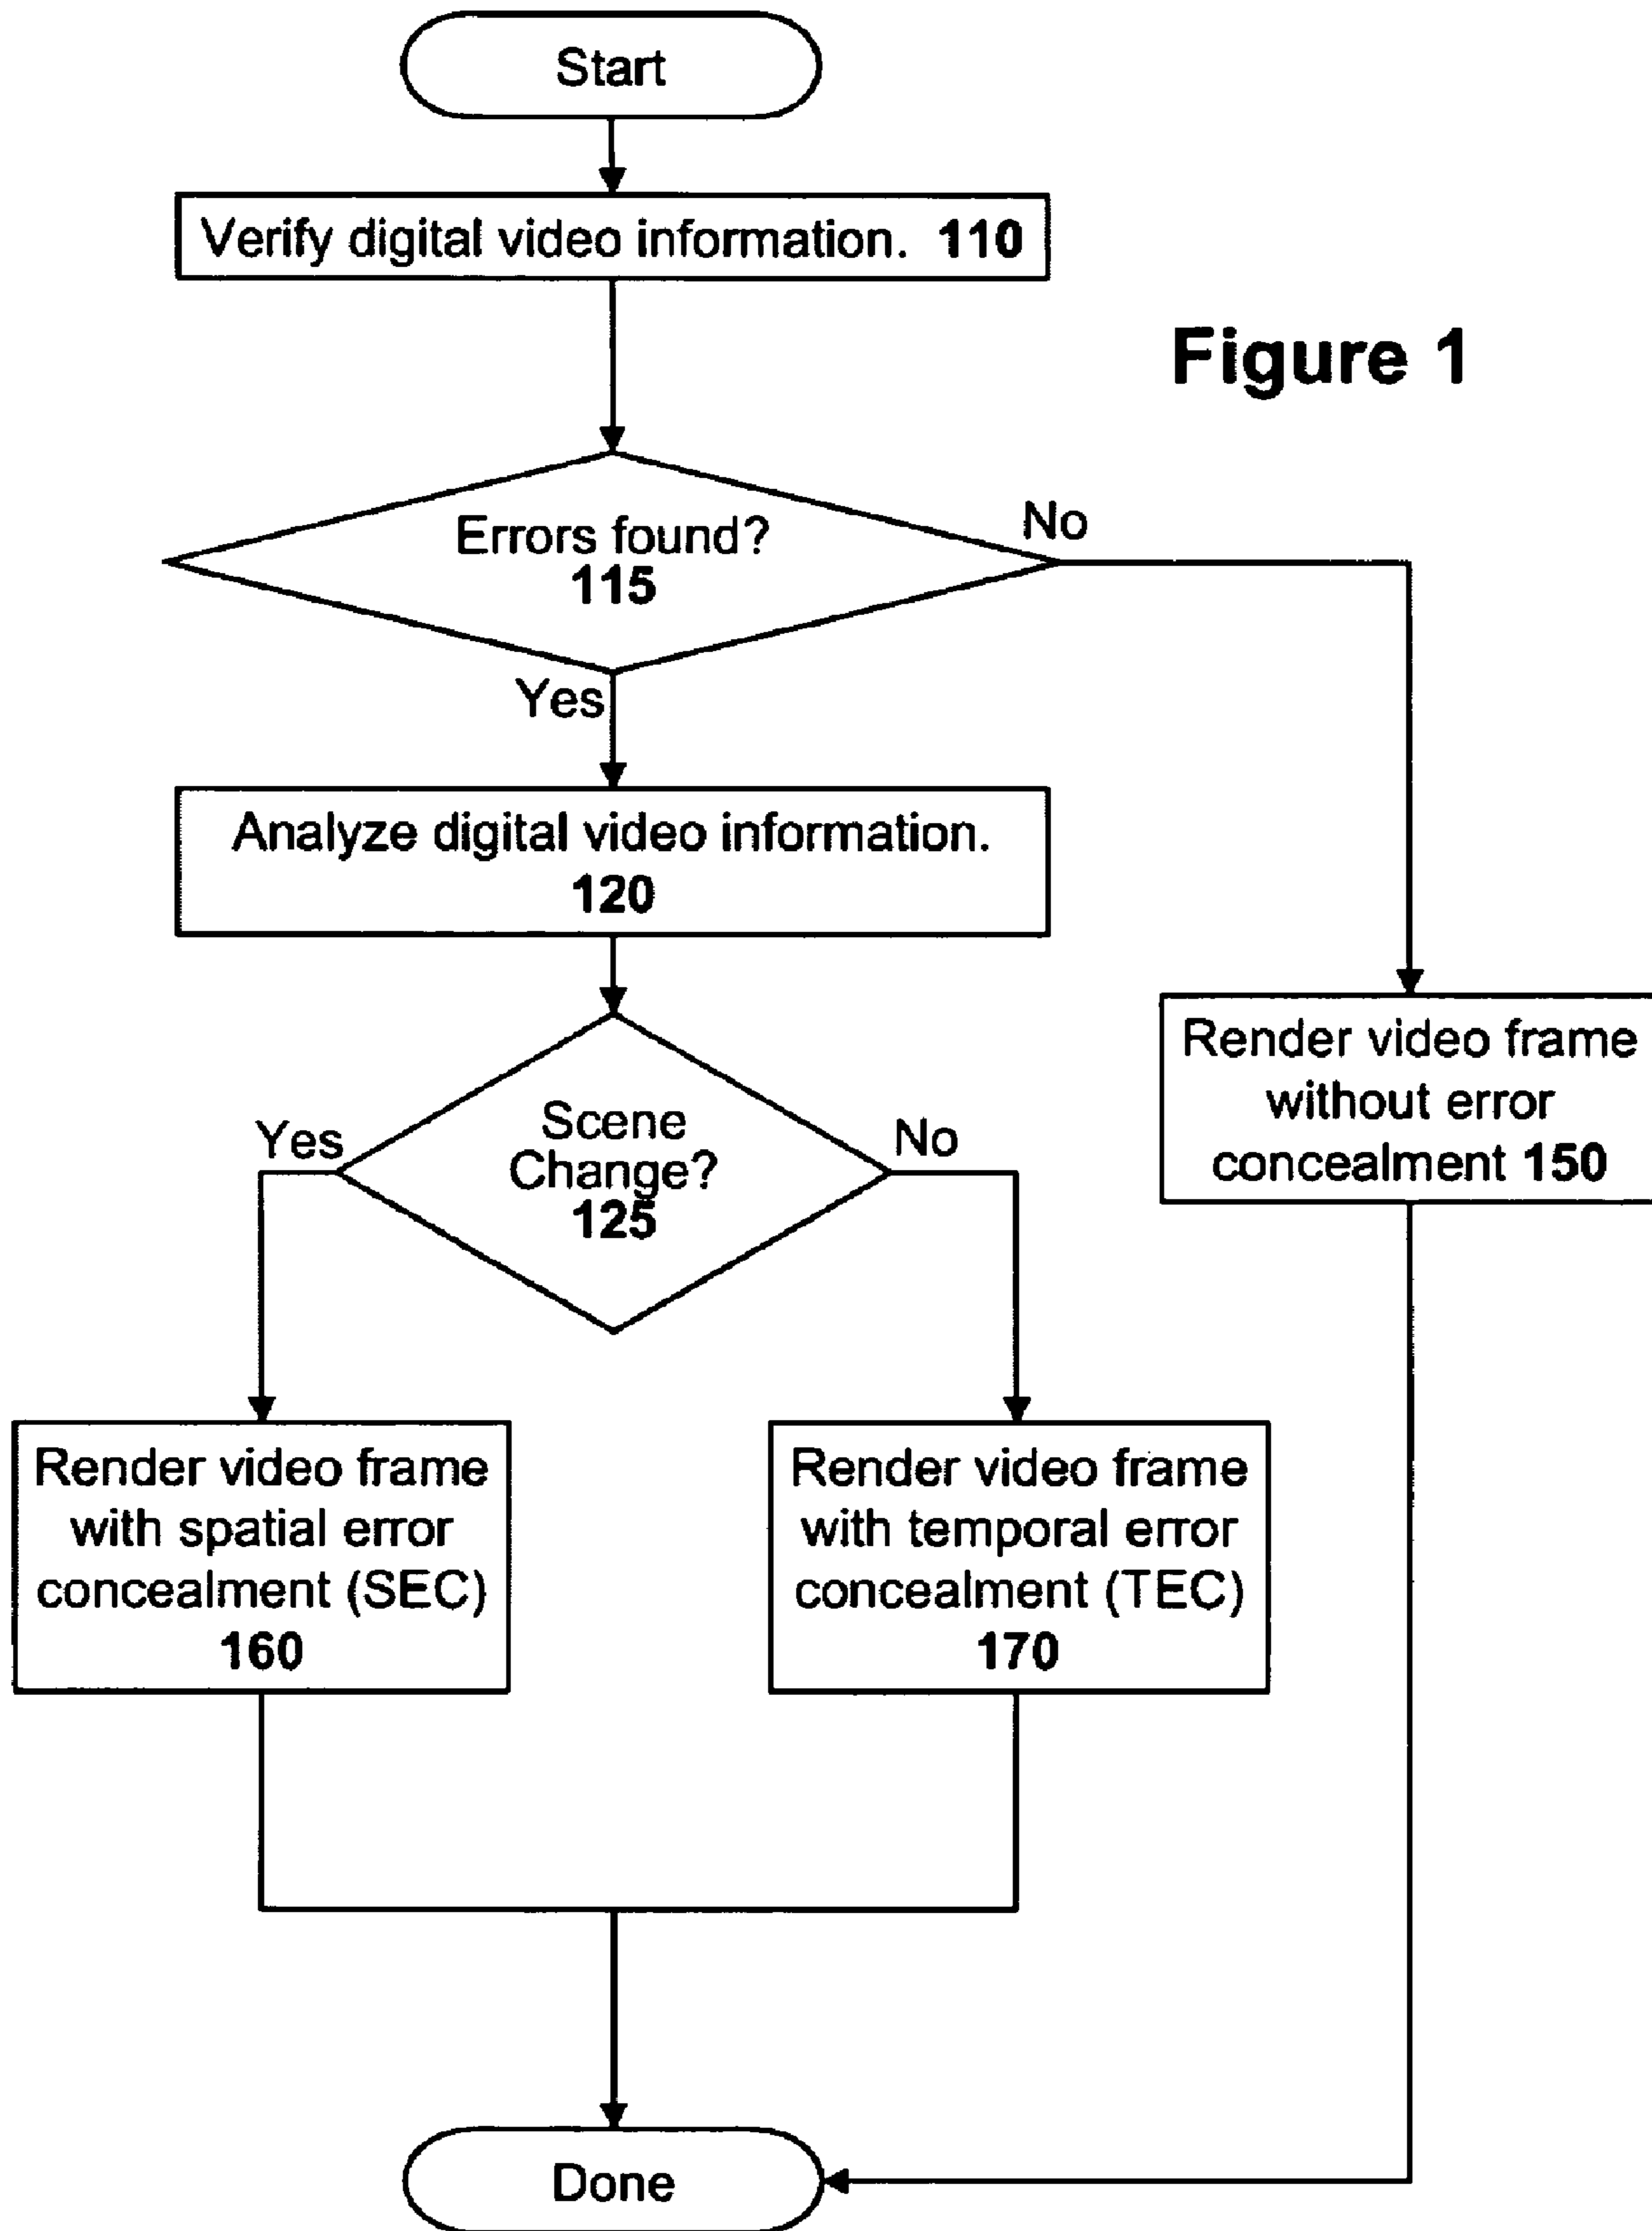 Start
Verify digital video information. 110
Figure 1
Errors found?
115
No
Yes
Analyze digital video information.
120
Scene
Change?
125
Yes
No
Render video frame
without error
concealment 150
Render video frame
with spatial error
concealment (SEC)
160
Render video frame
with temporal error
concealment (TEC)
170
Done